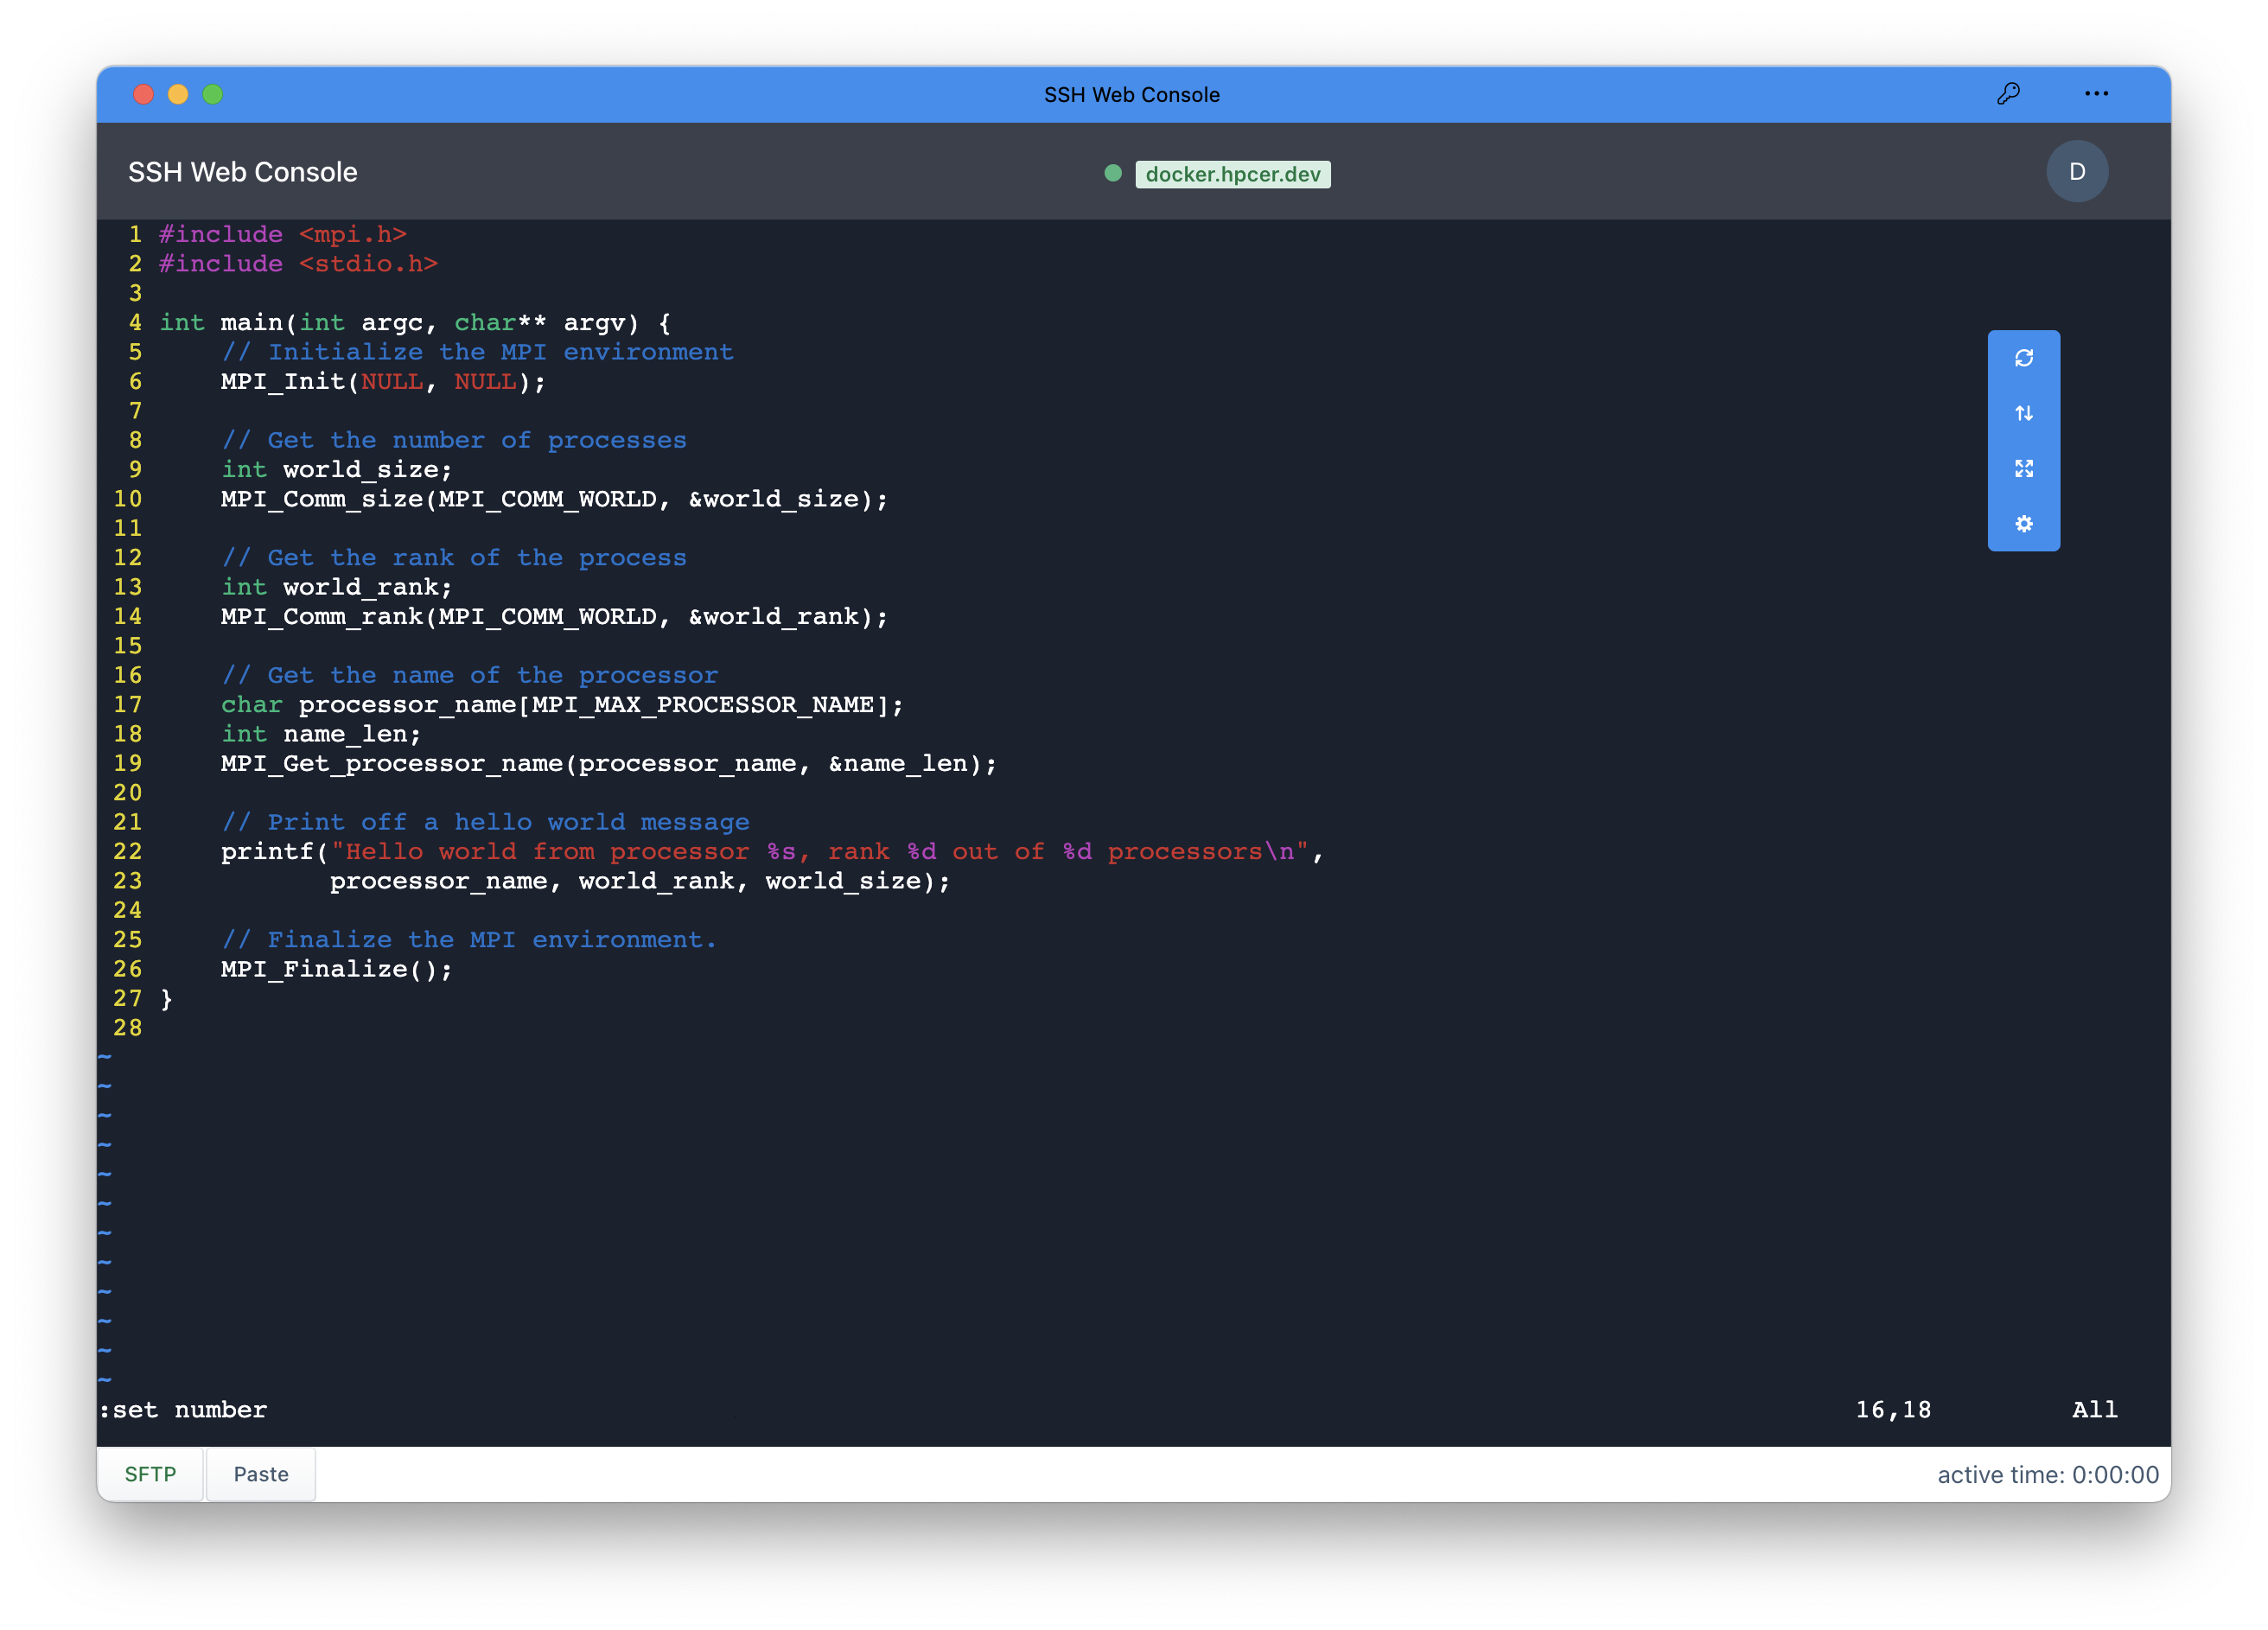 SSH Web Console
SSH Web Console
docker.hpcer.dev
D
1 #include <mpi.h>
2 #include <stdio.h>
3
4 int main(int argc, char** argv) {
5     // Initialize the MPI environment
6     MPI_Init(NULL, NULL);
7
8     // Get the number of processes
9     int world_size;
10     MPI_Comm_size(MPI_COMM_WORLD, &world_size);
11
12     // Get the rank of the process
13     int world_rank;
14     MPI_Comm_rank(MPI_COMM_WORLD, &world_rank);
15
16     // Get the name of the processor
17     char processor_name[MPI_MAX_PROCESSOR_NAME];
18     int name_len;
19     MPI_Get_processor_name(processor_name, &name_len);
20
21     // Print off a hello world message
22     printf("Hello world from processor %s, rank %d out of %d processors\n",
23            processor_name, world_rank, world_size);
24
25     // Finalize the MPI environment.
26     MPI_Finalize();
27 }
28
~
~
~
~
~
~
~
~
~
~
~
~
:set number 16,18 All
SFTP Paste active time: 0:00:00